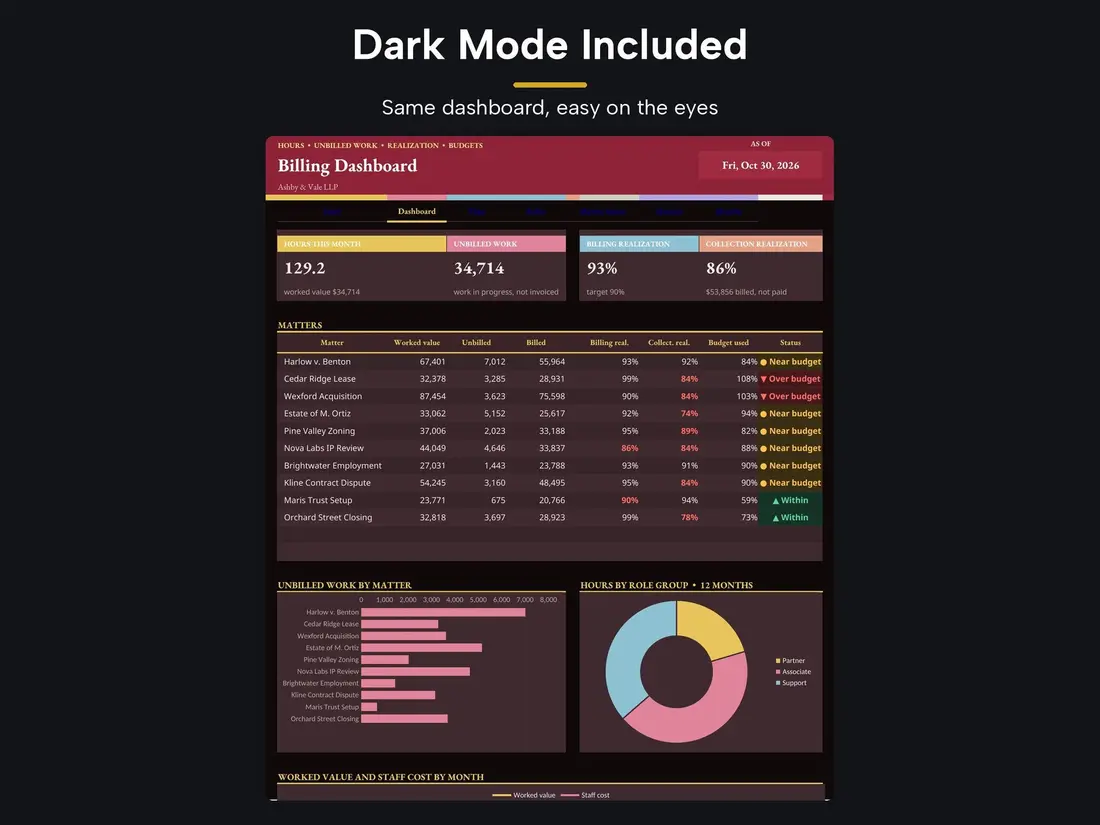 Dark Mode Included
Same dashboard, easy on the eyes
HOURS • UNBILLED WORK • REALIZATION • BUDGETS
AS OF
Billing Dashboard
Fri, Oct 30, 2026
Ashby & Vale LLP
Dashboard
HOURS THIS MONTH UNBILLED WORK BILLING REALIZATION COLLECTION REALIZATION
129.2 34,714 93% 86%
worked value $34,714 work in progress, not invoiced target 90% $53,856 billed, not paid
MATTERS
Matter Worked value Unbilled Billed Billing real. Collect. real. Budget used Status
Harlow v. Benton 67,401 7,012 55,964 93% 92% 84% ● Near budget
Cedar Ridge Lease 32,378 3,285 28,931 99% 84% 108% ▼ Over budget
Wexford Acquisition 87,454 3,623 75,598 90% 84% 103% ▼ Over budget
Estate of M. Ortiz 33,062 5,152 25,617 92% 74% 94% ● Near budget
Pine Valley Zoning 37,006 2,023 33,188 95% 89% 82% ● Near budget
Nova Labs IP Review 44,049 4,646 33,837 86% 84% 88% ● Near budget
Brightwater Employment 27,031 1,443 23,788 93% 91% 90% ● Near budget
Kline Contract Dispute 54,245 3,160 48,495 95% 84% 90% ● Near budget
Maris Trust Setup 23,771 675 20,766 90% 94% 59% ▲ Within
Orchard Street Closing 32,818 3,697 28,923 99% 78% 73% ▲ Within
UNBILLED WORK BY MATTER
0 1,000 2,000 3,000 4,000 5,000 6,000 7,000 8,000
Harlow v. Benton
Cedar Ridge Lease
Wexford Acquisition
Estate of M. Ortiz
Pine Valley Zoning
Nova Labs IP Review
Brightwater Employment
Kline Contract Dispute
Maris Trust Setup
Orchard Street Closing
HOURS BY ROLE GROUP • 12 MONTHS
Partner
Associate
Support
WORKED VALUE AND STAFF COST BY MONTH
Worked value Staff cost